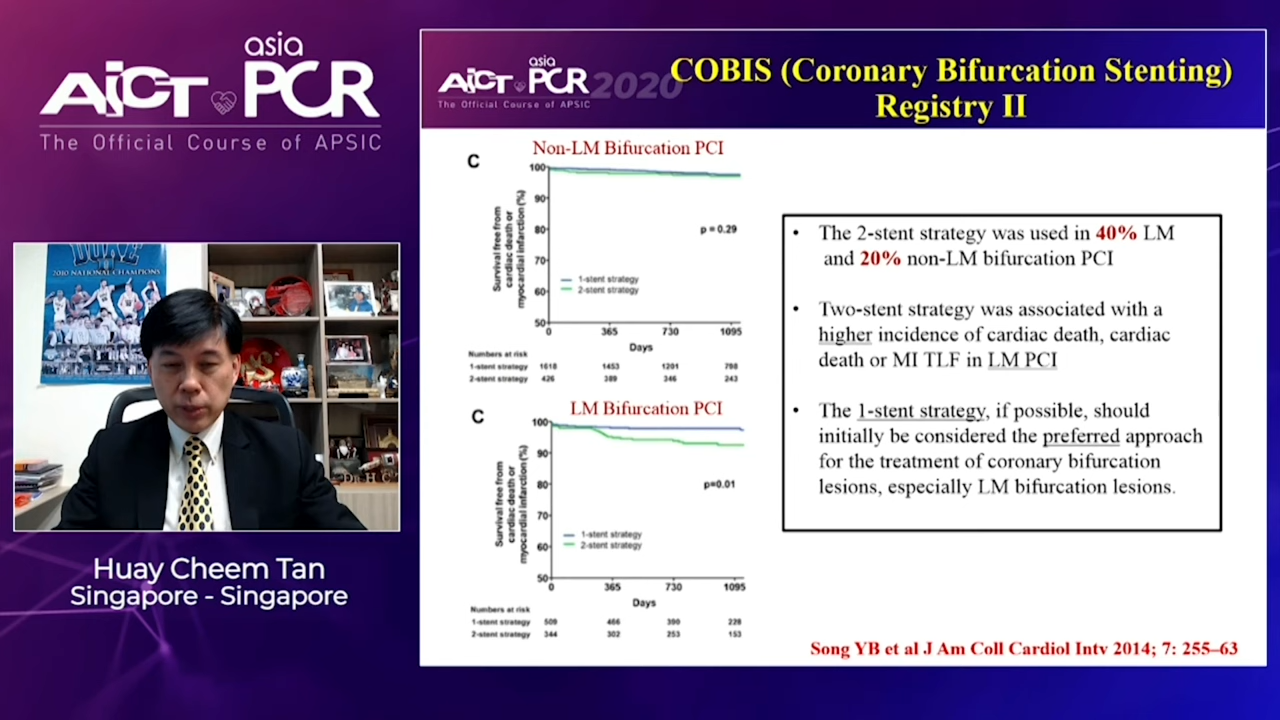 asia
AiCT PCR
The Official Course of APSIC
DUKE
2010 NATIONAL CHAMPIONS
Huay Cheem Tan
Singapore - Singapore
asia
AiCT PCR 2020
The Official Course of APSIC
COBIS (Coronary Bifurcation Stenting)
Registry II
C
Non-LM Bifurcation PCI
Survival free from
cardiac death or
myocardial infarction (%)
100
90
80
70
60
50
p = 0.29
1-stent strategy
2-stent strategy
0 365 730 1095
Days
Numbers at risk
1-stent strategy 1618 1453 1201 798
2-stent strategy 426 389 346 243
C
LM Bifurcation PCI
Survival free from
cardiac death or
myocardial infarction (%)
100
90
80
70
60
50
p=0.01
1-stent strategy
2-stent strategy
0 365 730 1095
Days
Numbers at risk
1-stent strategy 509 466 390 228
2-stent strategy 344 302 253 153
• The 2-stent strategy was used in 40% LM
and 20% non-LM bifurcation PCI
• Two-stent strategy was associated with a
higher incidence of cardiac death, cardiac
death or MI TLF in LM PCI
• The 1-stent strategy, if possible, should
initially be considered the preferred approach
for the treatment of coronary bifurcation
lesions, especially LM bifurcation lesions.
Song YB et al J Am Coll Cardiol Intv 2014; 7: 255–63